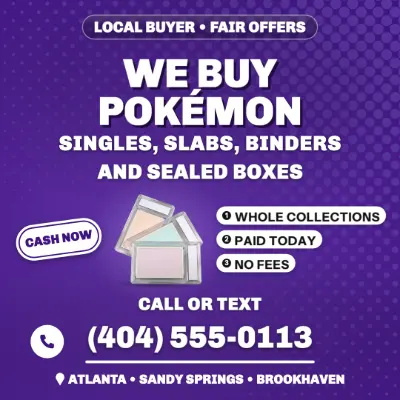 LOCAL BUYER • FAIR OFFERS
WE BUY
POKÉMON
SINGLES, SLABS, BINDERS
AND SEALED BOXES
CASH NOW
1 WHOLE COLLECTIONS
2 PAID TODAY
3 NO FEES
CALL OR TEXT
(404) 555-0113
ATLANTA • SANDY SPRINGS • BROOKHAVEN